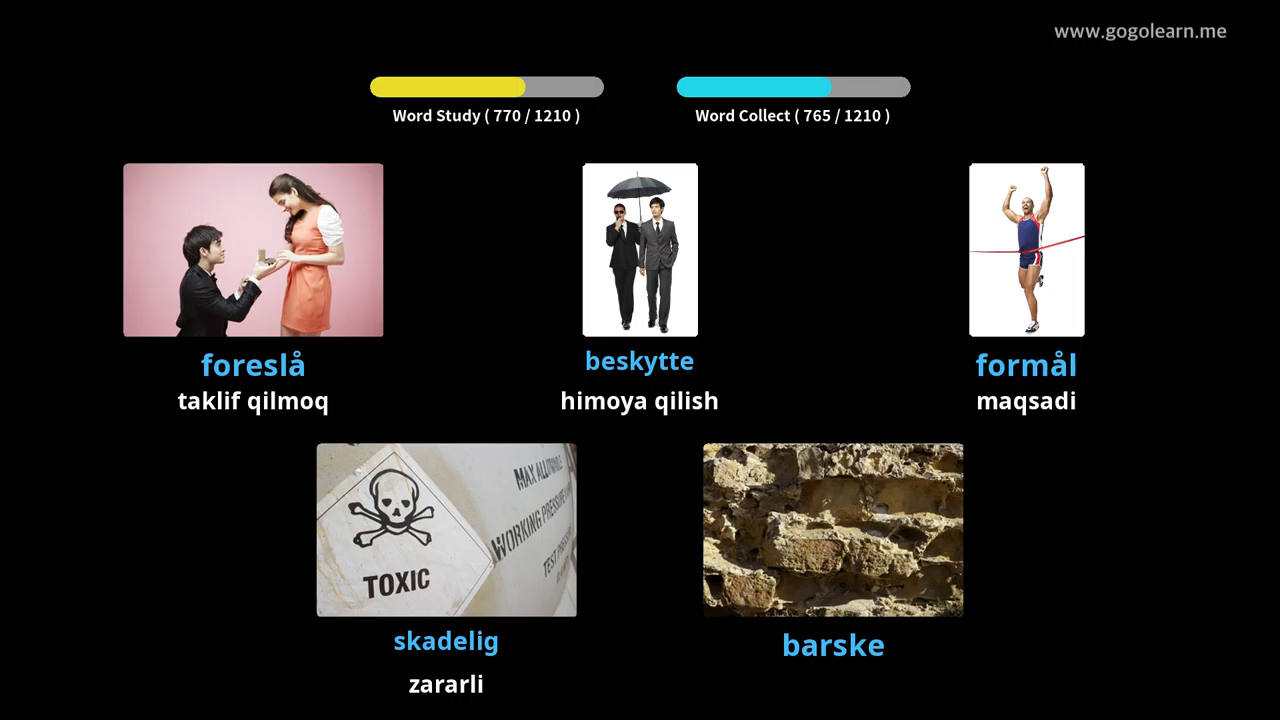 www.gogolearn.me
Word Study ( 770 / 1210 )
Word Collect ( 765 / 1210 )
foreslå
taklif qilmoq
beskytte
himoya qilish
formål
maqsadi
MAX ALLOWABLE
WORKING PRESSURE
TEST PRESSURE
TOXIC
skadelig
zararli
barske